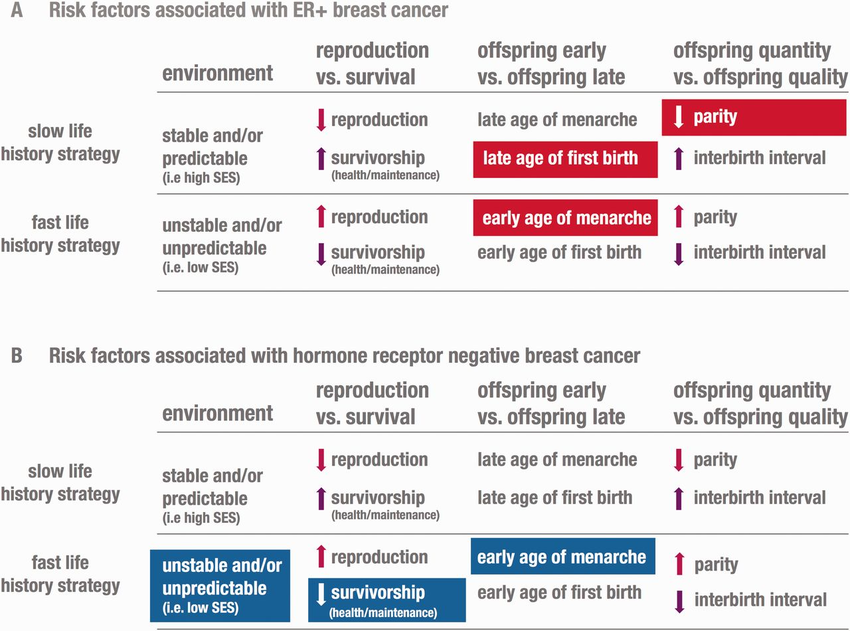 A Risk factors associated with ER+ breast cancer
environment
reproduction
vs. survival
offspring early
vs. offspring late
offspring quantity
vs. offspring quality
slow life
history strategy
stable and/or
predictable
(i.e high SES)
↓ reproduction
↑ survivorship
(health/maintenance)
late age of menarche
late age of first birth
↓ parity
↑ interbirth interval
fast life
history strategy
unstable and/or
unpredictable
(i.e. low SES)
↑ reproduction
↓ survivorship
(health/maintenance)
early age of menarche
early age of first birth
↑ parity
↓ interbirth interval
B Risk factors associated with hormone receptor negative breast cancer
environment
reproduction
vs. survival
offspring early
vs. offspring late
offspring quantity
vs. offspring quality
slow life
history strategy
stable and/or
predictable
(i.e high SES)
↓ reproduction
↑ survivorship
(health/maintenance)
late age of menarche
late age of first birth
↓ parity
↑ interbirth interval
fast life
history strategy
unstable and/or
unpredictable
(i.e. low SES)
↑ reproduction
↓ survivorship
(health/maintenance)
early age of menarche
early age of first birth
↑ parity
↓ interbirth interval